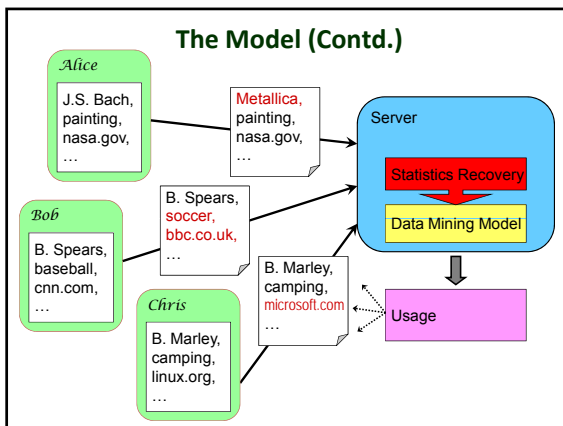 The Model (Contd.)
Alice
J.S. Bach,
painting,
nasa.gov,
…
Metallica,
painting,
nasa.gov,
…
Server
Statistics Recovery
Data Mining Model
Bob
B. Spears,
baseball,
cnn.com,
…
B. Spears,
soccer,
bbc.co.uk,
…
Chris
B. Marley,
camping,
linux.org,
…
B. Marley,
camping,
microsoft.com
…
Usage